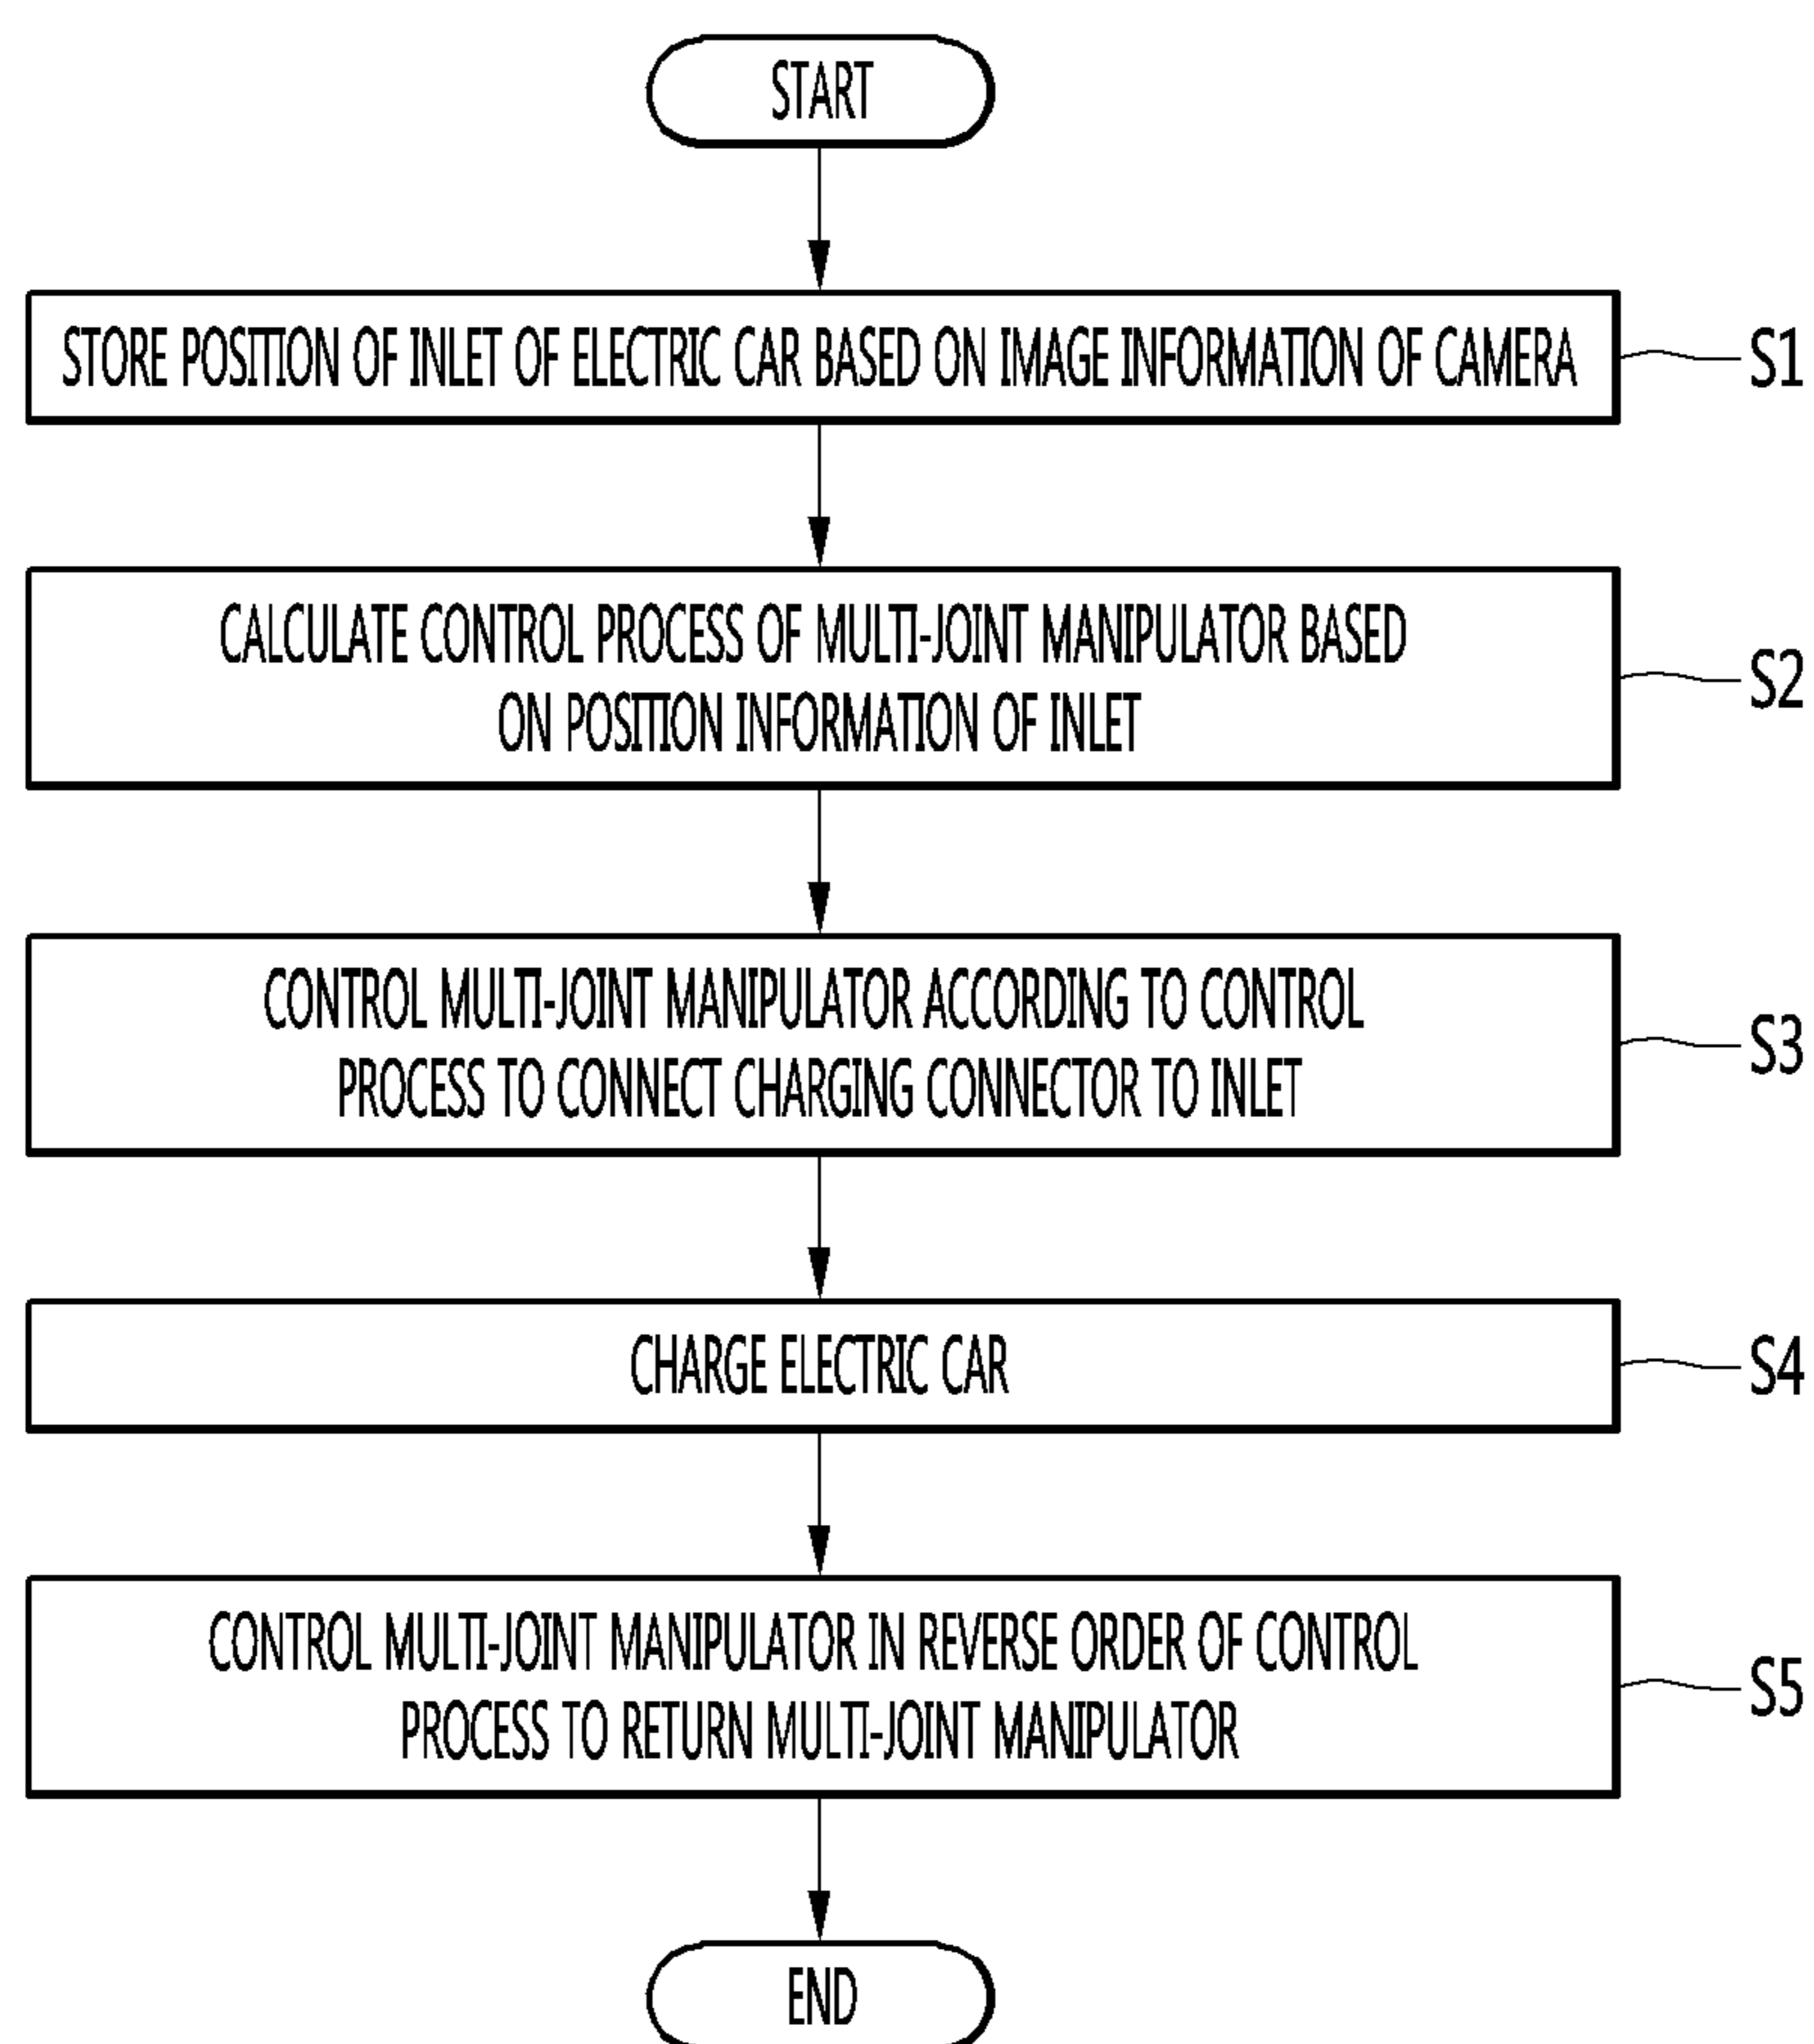 START
STORE POSITION OF INLET OF ELECTRIC CAR BASED ON IMAGE INFORMATION OF CAMERA
S1
CALCULATE CONTROL PROCESS OF MULTI-JOINT MANIPULATOR BASED
ON POSITION INFORMATION OF INLET
S2
CONTROL MULTI-JOINT MANIPULATOR ACCORDING TO CONTROL
PROCESS TO CONNECT CHARGING CONNECTOR TO INLET
S3
CHARGE ELECTRIC CAR
S4
CONTROL MULTI-JOINT MANIPULATOR IN REVERSE ORDER OF CONTROL
PROCESS TO RETURN MULTI-JOINT MANIPULATOR
S5
END